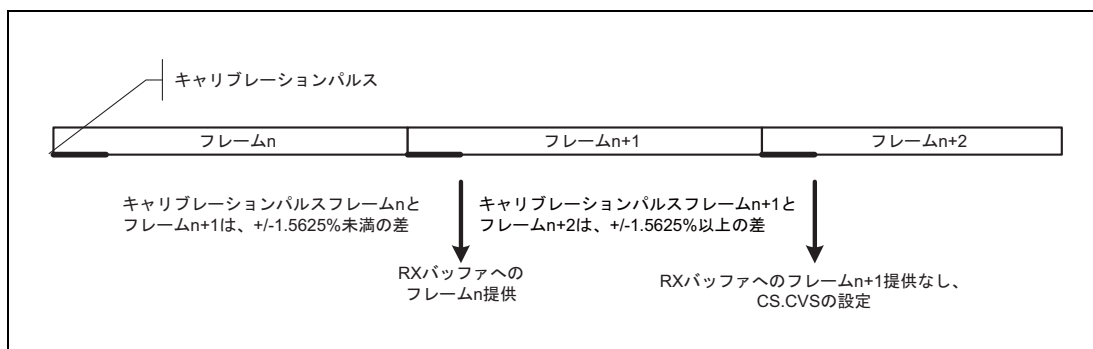 キャリブレーションパルス
フレームn
フレームn+1
フレームn+2
キャリブレーションパルスフレームnと
フレームn+1は、+/-1.5625%未満の差
キャリブレーションパルスフレームn+1と
フレームn+2は、+/-1.5625%以上の差
RXバッファへの
フレームn提供
RXバッファへのフレームn+1提供なし、
CS.CVSの設定